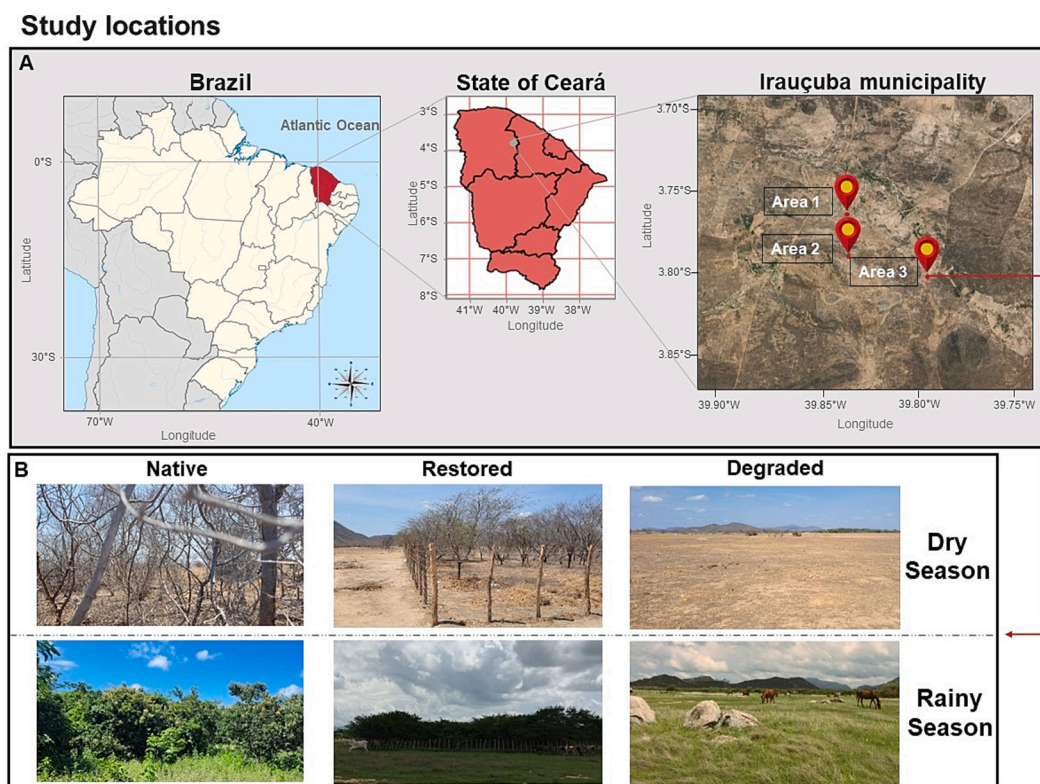 Study locations
A
Brazil
State of Ceará
Irauçuba municipality
Atlantic Ocean
0°S
30°S
Latitude
70°W
40°W
Longitude
3°S
4°S
5°S
6°S
7°S
8°S
Latitude
41°W
40°W
39°W
38°W
Longitude
3.70°S
3.75°S
3.80°S
3.85°S
Latitude
Area 1
Area 2
Area 3
39.90°W
39.85°W
39.80°W
39.75°W
Longitude
B
Native
Restored
Degraded
Dry
Season
Rainy
Season